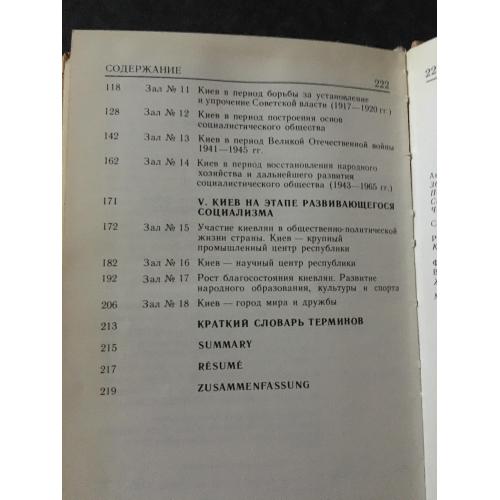 СОДЕРЖАНИЕ 222
118 Зал № 11 Киев в период борьбы за установление
и упрочение Советской власти (1917—1920 гг.)
128 Зал № 12 Киев в период построения основ
социалистического общества
142 Зал № 13 Киев в период Великой Отечественной войны
1941—1945 гг.
162 Зал № 14 Киев в период восстановления народного
хозяйства и дальнейшего развития
социалистического общества (1943—1965 гг.)
171 V. КИЕВ НА ЭТАПЕ РАЗВИВАЮЩЕГОСЯ
СОЦИАЛИЗМА
172 Зал № 15 Участие киевлян в общественно-политической
жизни страны. Киев — крупный
промышленный центр республики
182 Зал № 16 Киев — научный центр республики
192 Зал № 17 Рост благосостояния киевлян. Развитие
народного образования, культуры и спорта
206 Зал № 18 Киев — город мира и дружбы
213 КРАТКИЙ СЛОВАРЬ ТЕРМИНОВ
215 SUMMARY
217 RÉSUMÉ
219 ZUSAMMENFASSUNG